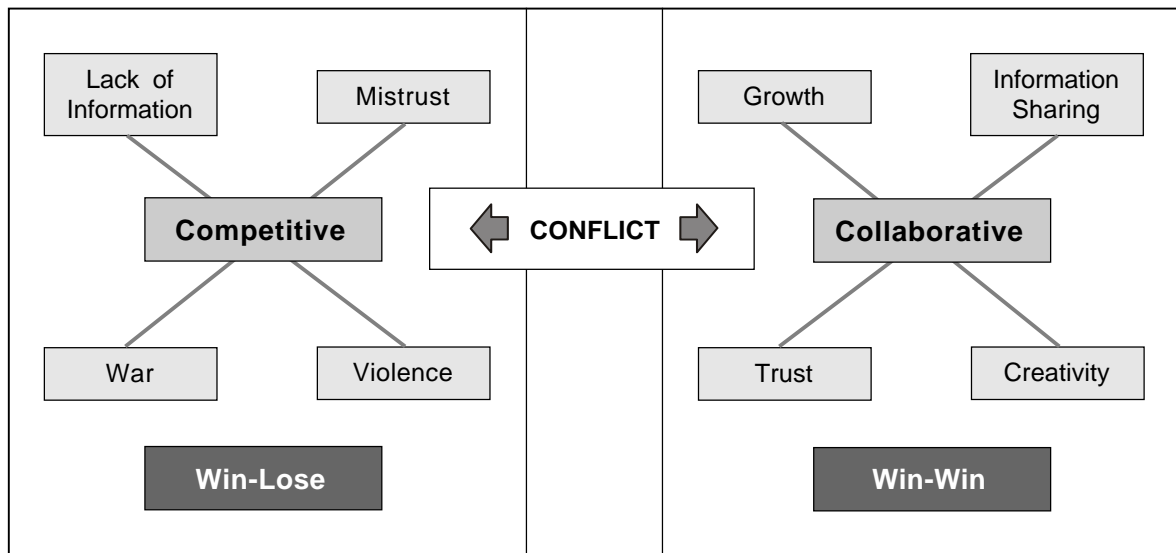 Lack of
Information
Mistrust
Competitive
War
Violence
Win-Lose
CONFLICT
Growth
Information
Sharing
Collaborative
Trust
Creativity
Win-Win